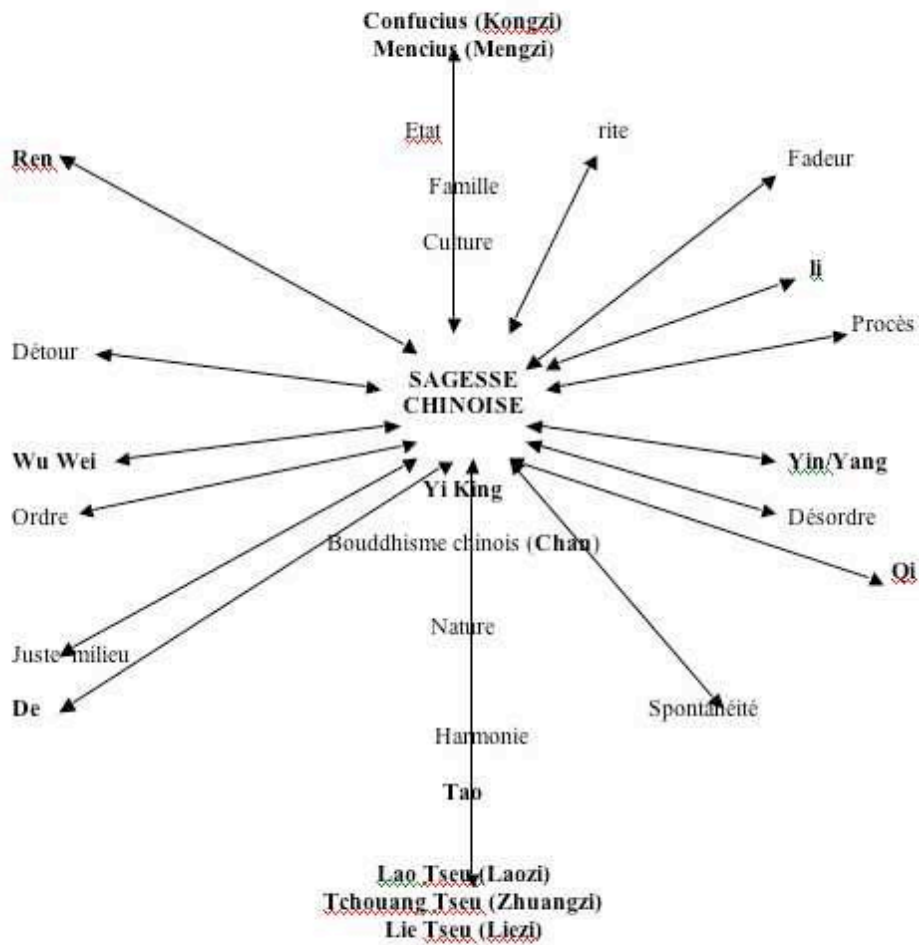 Confucius (Kongzi)
Mencius (Mengzi)
Etat
rite
Ren
Fadeur
Famille
Culture
li
Procès
Détour
SAGESSE
CHINOISE
Wu Wei
Yin/Yang
Yi King
Ordre
Désordre
Bouddhisme chinois (Chan)
Qi
Nature
Juste milieu
De
Spontanéité
Harmonie
Tao
Lao Tseu (Laozi)
Tchouang Tseu (Zhuangzi)
Lie Tseu (Liezi)